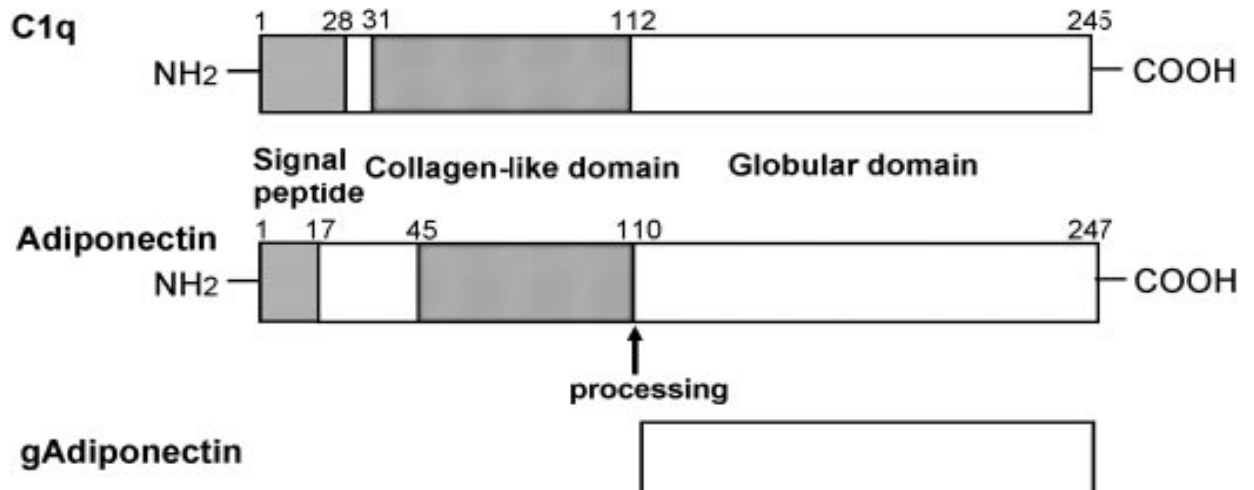 C1q
1 28 31 112 245
NH2 COOH
Signal peptide Collagen-like domain Globular domain
Adiponectin
1 17 45 110 247
NH2 COOH
processing
gAdiponectin